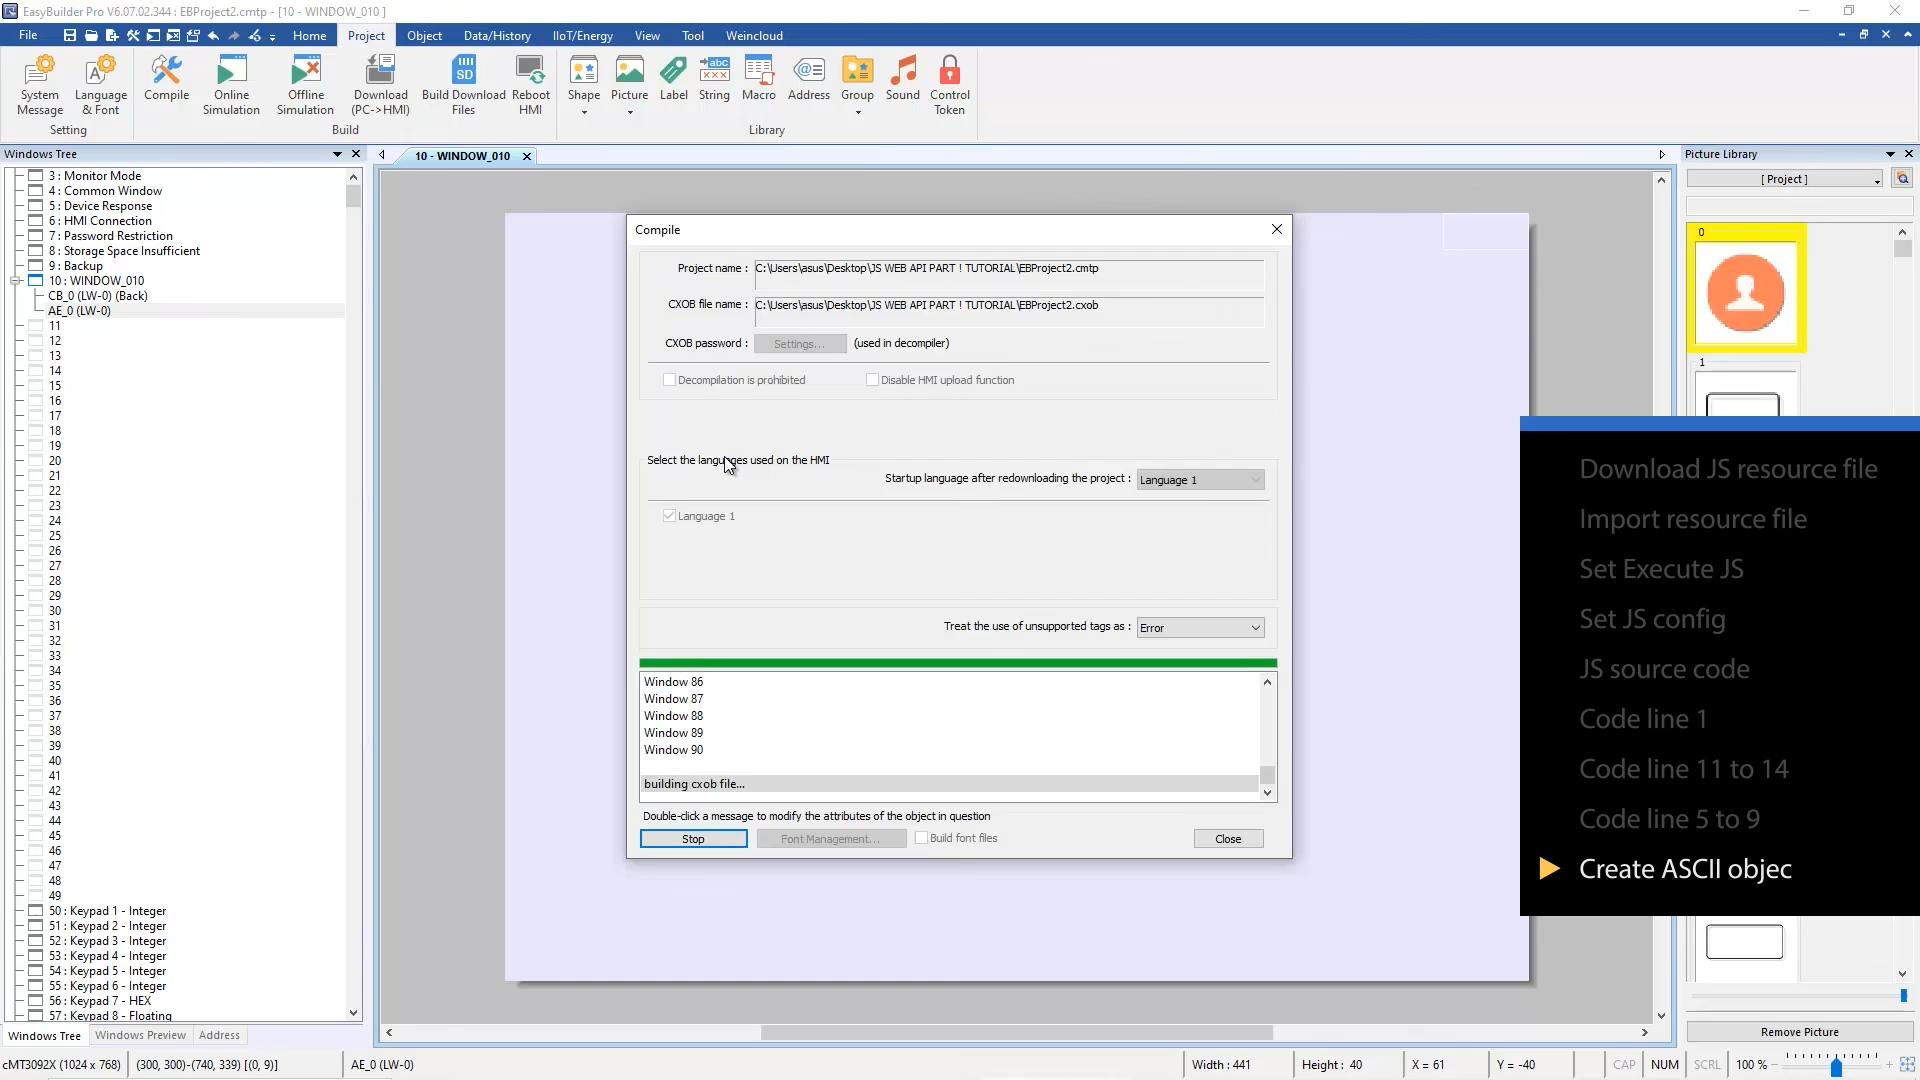 EasyBuilder Pro V6.07.02.344 : EBProject2.cmtp - [10 - WINDOW_010 ]
File Home Project Object Data/History IIoT/Energy View Tool Weincloud
System Message
Language & Font
Compile
Online Simulation
Offline Simulation
Download (PC->HMI)
Build Download Files
Reboot HMI
Shape
Picture
Label
String
Macro
Address
Group
Sound
Control Token
Setting Build Library
Windows Tree
10 - WINDOW_010
Picture Library
3 : Monitor Mode
4 : Common Window
5 : Device Response
6 : HMI Connection
7 : Password Restriction
8 : Storage Space Insufficient
9 : Backup
10 : WINDOW_010
CB_0 (LW-0) (Back)
AE_0 (LW-0)
11
12
13
14
15
16
17
18
19
20
21
22
23
24
25
26
27
28
29
30
31
32
33
34
35
36
37
38
39
40
41
42
43
44
45
46
47
48
49
50 : Keypad 1 - Integer
51 : Keypad 2 - Integer
52 : Keypad 3 - Integer
53 : Keypad 4 - Integer
54 : Keypad 5 - Integer
55 : Keypad 6 - Integer
56 : Keypad 7 - HEX
57 : Keypad 8 - Floating
Windows Tree Windows Preview Address
Compile
Project name : C:\Users\asus\Desktop\JS WEB API PART ! TUTORIAL\EBProject2.cmtp
CXOB file name : C:\Users\asus\Desktop\JS WEB API PART ! TUTORIAL\EBProject2.cxob
CXOB password : Settings... (used in decompiler)
Decompilation is prohibited Disable HMI upload function
Select the languages used on the HMI
Startup language after redownloading the project : Language 1
Language 1
Treat the use of unsupported tags as : Error
Window 86
Window 87
Window 88
Window 89
Window 90
building cxob file...
Double-click a message to modify the attributes of the object in question
Stop Font Management... Build font files Close
[ Project ]
0
1
Download JS resource file
Import resource file
Set Execute JS
Set JS config
JS source code
Code line 1
Code line 11 to 14
Code line 5 to 9
Create ASCII objec
Remove Picture
cMT3092X (1024 x 768) (300, 300)-(740, 339) [(0, 9)] AE_0 (LW-0) Width : 441 Height : 40 X = 61 Y = -40 CAP NUM SCRL 100 %